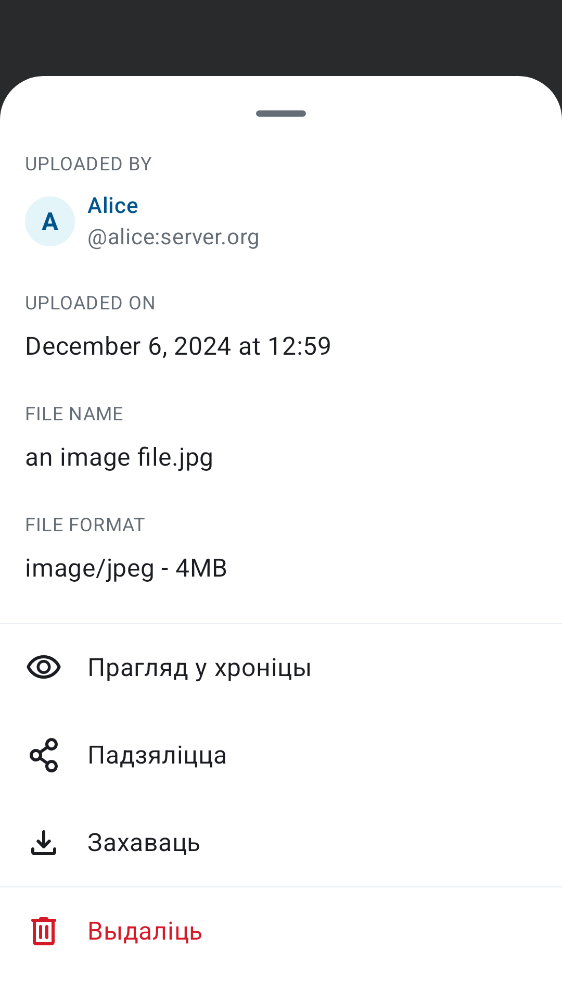 UPLOADED BY
A
Alice
@alice:server.org
UPLOADED ON
December 6, 2024 at 12:59
FILE NAME
an image file.jpg
FILE FORMAT
image/jpeg - 4MB
Прагляд у хроніцы
Падзяліцца
Захаваць
Выдаліць